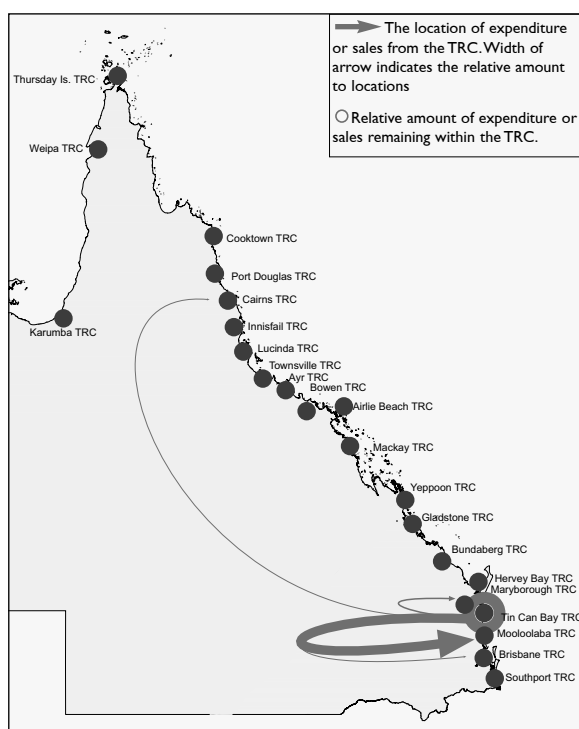 The location of expenditure
or sales from the TRC. Width of
arrow indicates the relative amount
to locations
Relative amount of expenditure or
sales remaining within the TRC.
Thursday Is. TRC
Weipa TRC
Cooktown TRC
Port Douglas TRC
Cairns TRC
Karumba TRC
Innisfail TRC
Lucinda TRC
Townsville TRC
Ayr TRC
Bowen TRC
Airlie Beach TRC
Mackay TRC
Yeppoon TRC
Gladstone TRC
Bundaberg TRC
Hervey Bay TRC
Maryborough TRC
Tin Can Bay TRC
Mooloolaba TRC
Brisbane TRC
Southport TRC